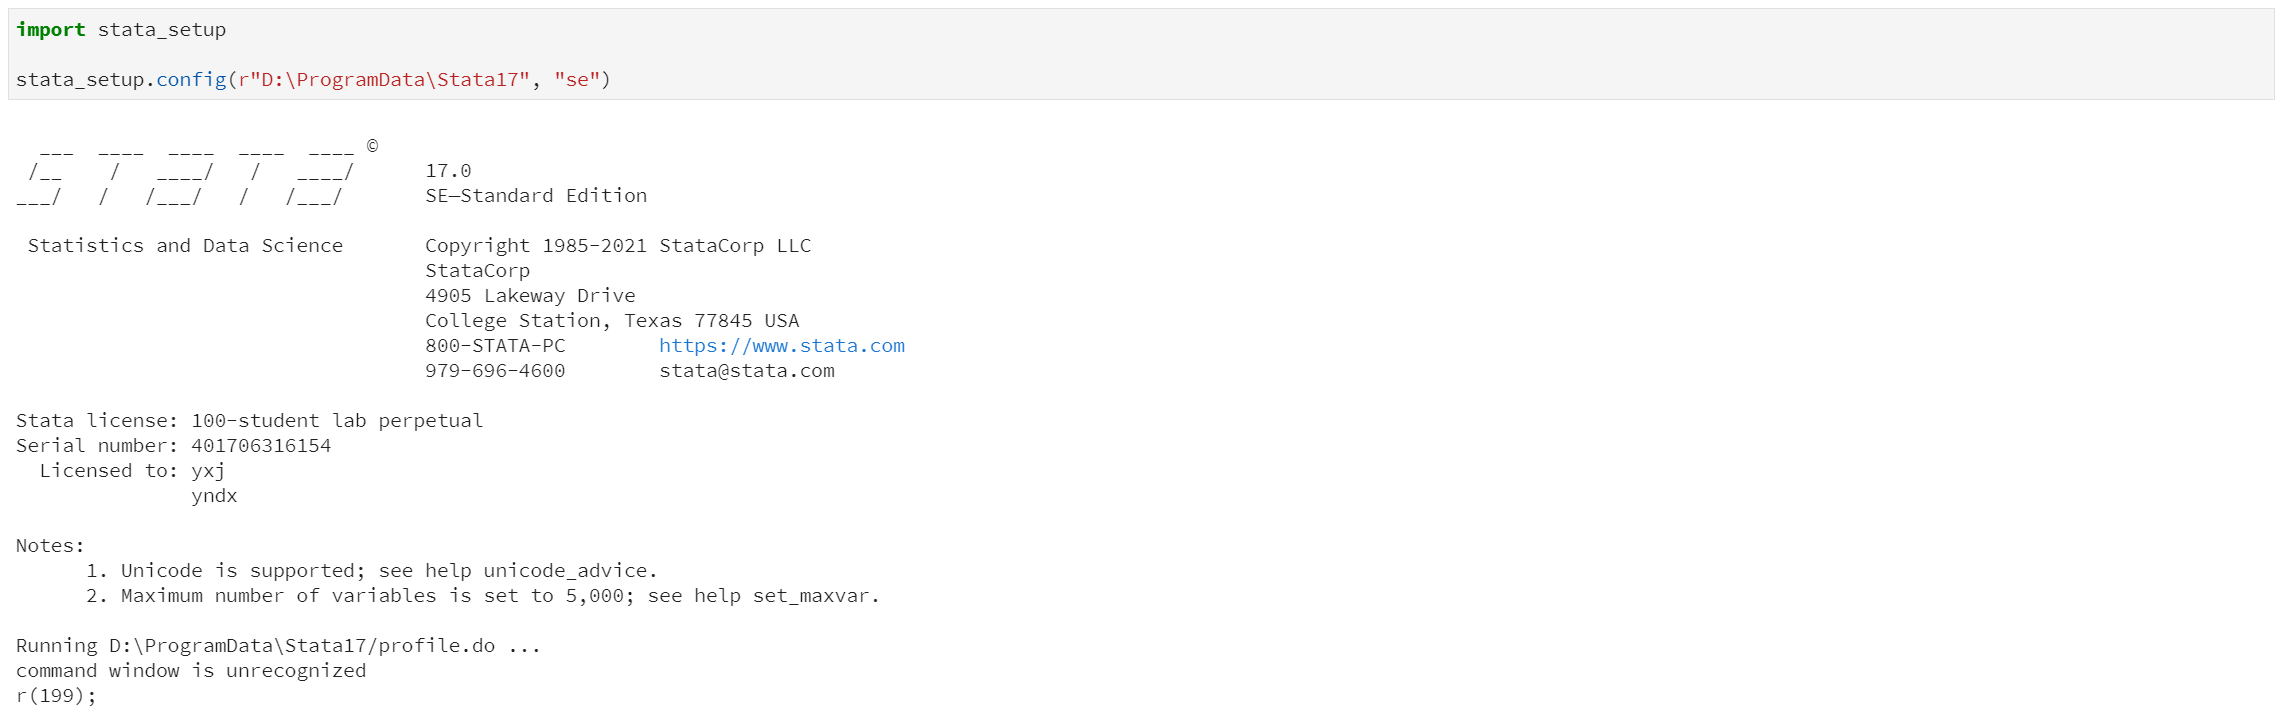 import stata_setup
stata_setup.config(r"D:\ProgramData\Stata17", "se")
  ___  ____  ____  ____  ____ ©
 /__    /   ____/   /   ____/      17.0
___/   /   /___/   /   /___/       SE—Standard Edition
 Statistics and Data Science       Copyright 1985-2021 StataCorp LLC
                                   StataCorp
                                   4905 Lakeway Drive
                                   College Station, Texas 77845 USA
                                   800-STATA-PC        https://www.stata.com
                                   979-696-4600        stata@stata.com
Stata license: 100-student lab perpetual
Serial number: 401706316154
  Licensed to: yxj
               yndx
Notes:
      1. Unicode is supported; see help unicode_advice.
      2. Maximum number of variables is set to 5,000; see help set_maxvar.
Running D:\ProgramData\Stata17/profile.do ...
command window is unrecognized
r(199);